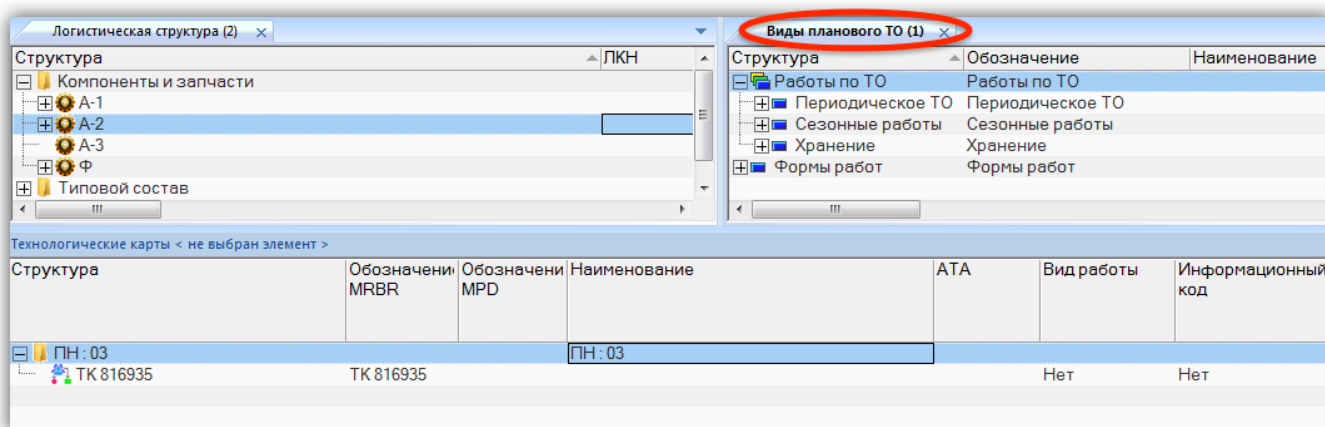 Логистическая структура (2)
Структура ЛКН
Компоненты и запчасти
А-1
А-2
А-3
Ф
Типовой состав
Виды планового ТО (1)
Структура Обозначение Наименование
Работы по ТО Работы по ТО
Периодическое ТО Периодическое ТО
Сезонные работы Сезонные работы
Хранение Хранение
Формы работ Формы работ
Технологические карты < не выбран элемент >
Структура Обозначени Обозначени Наименование АТА Вид работы Информационный
MRBR MPD код
ПН : 03 ПН : 03
ТК 816935 ТК 816935 Нет Нет